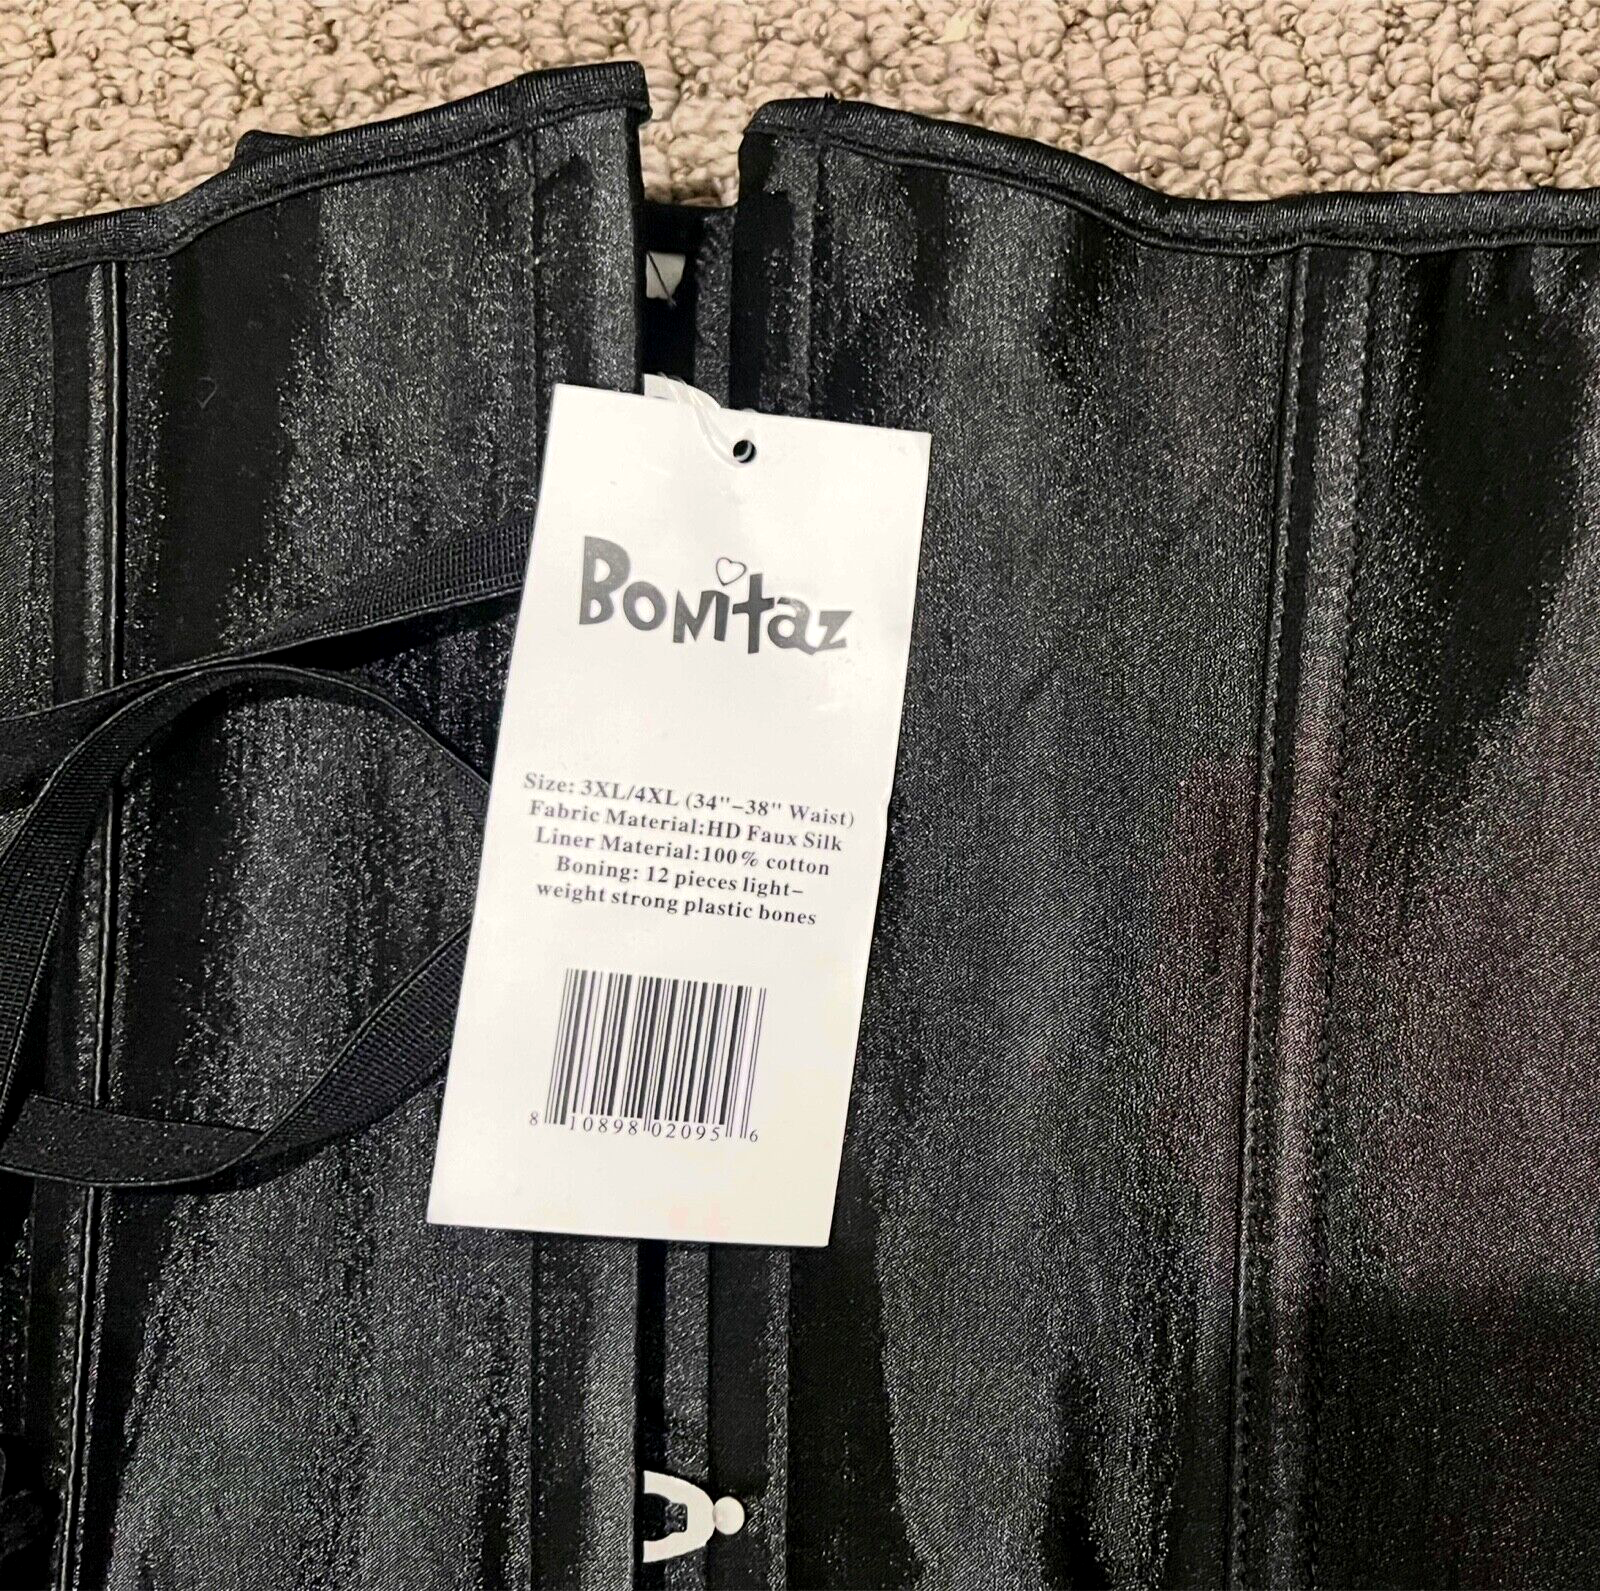 Bonitaz
Size: 3XL/4XL (34"-38" Waist)
Fabric Material:HD Faux Silk
Liner Material:100% cotton
Boning: 12 pieces light-
weight strong plastic bones
8 10898 02095 6